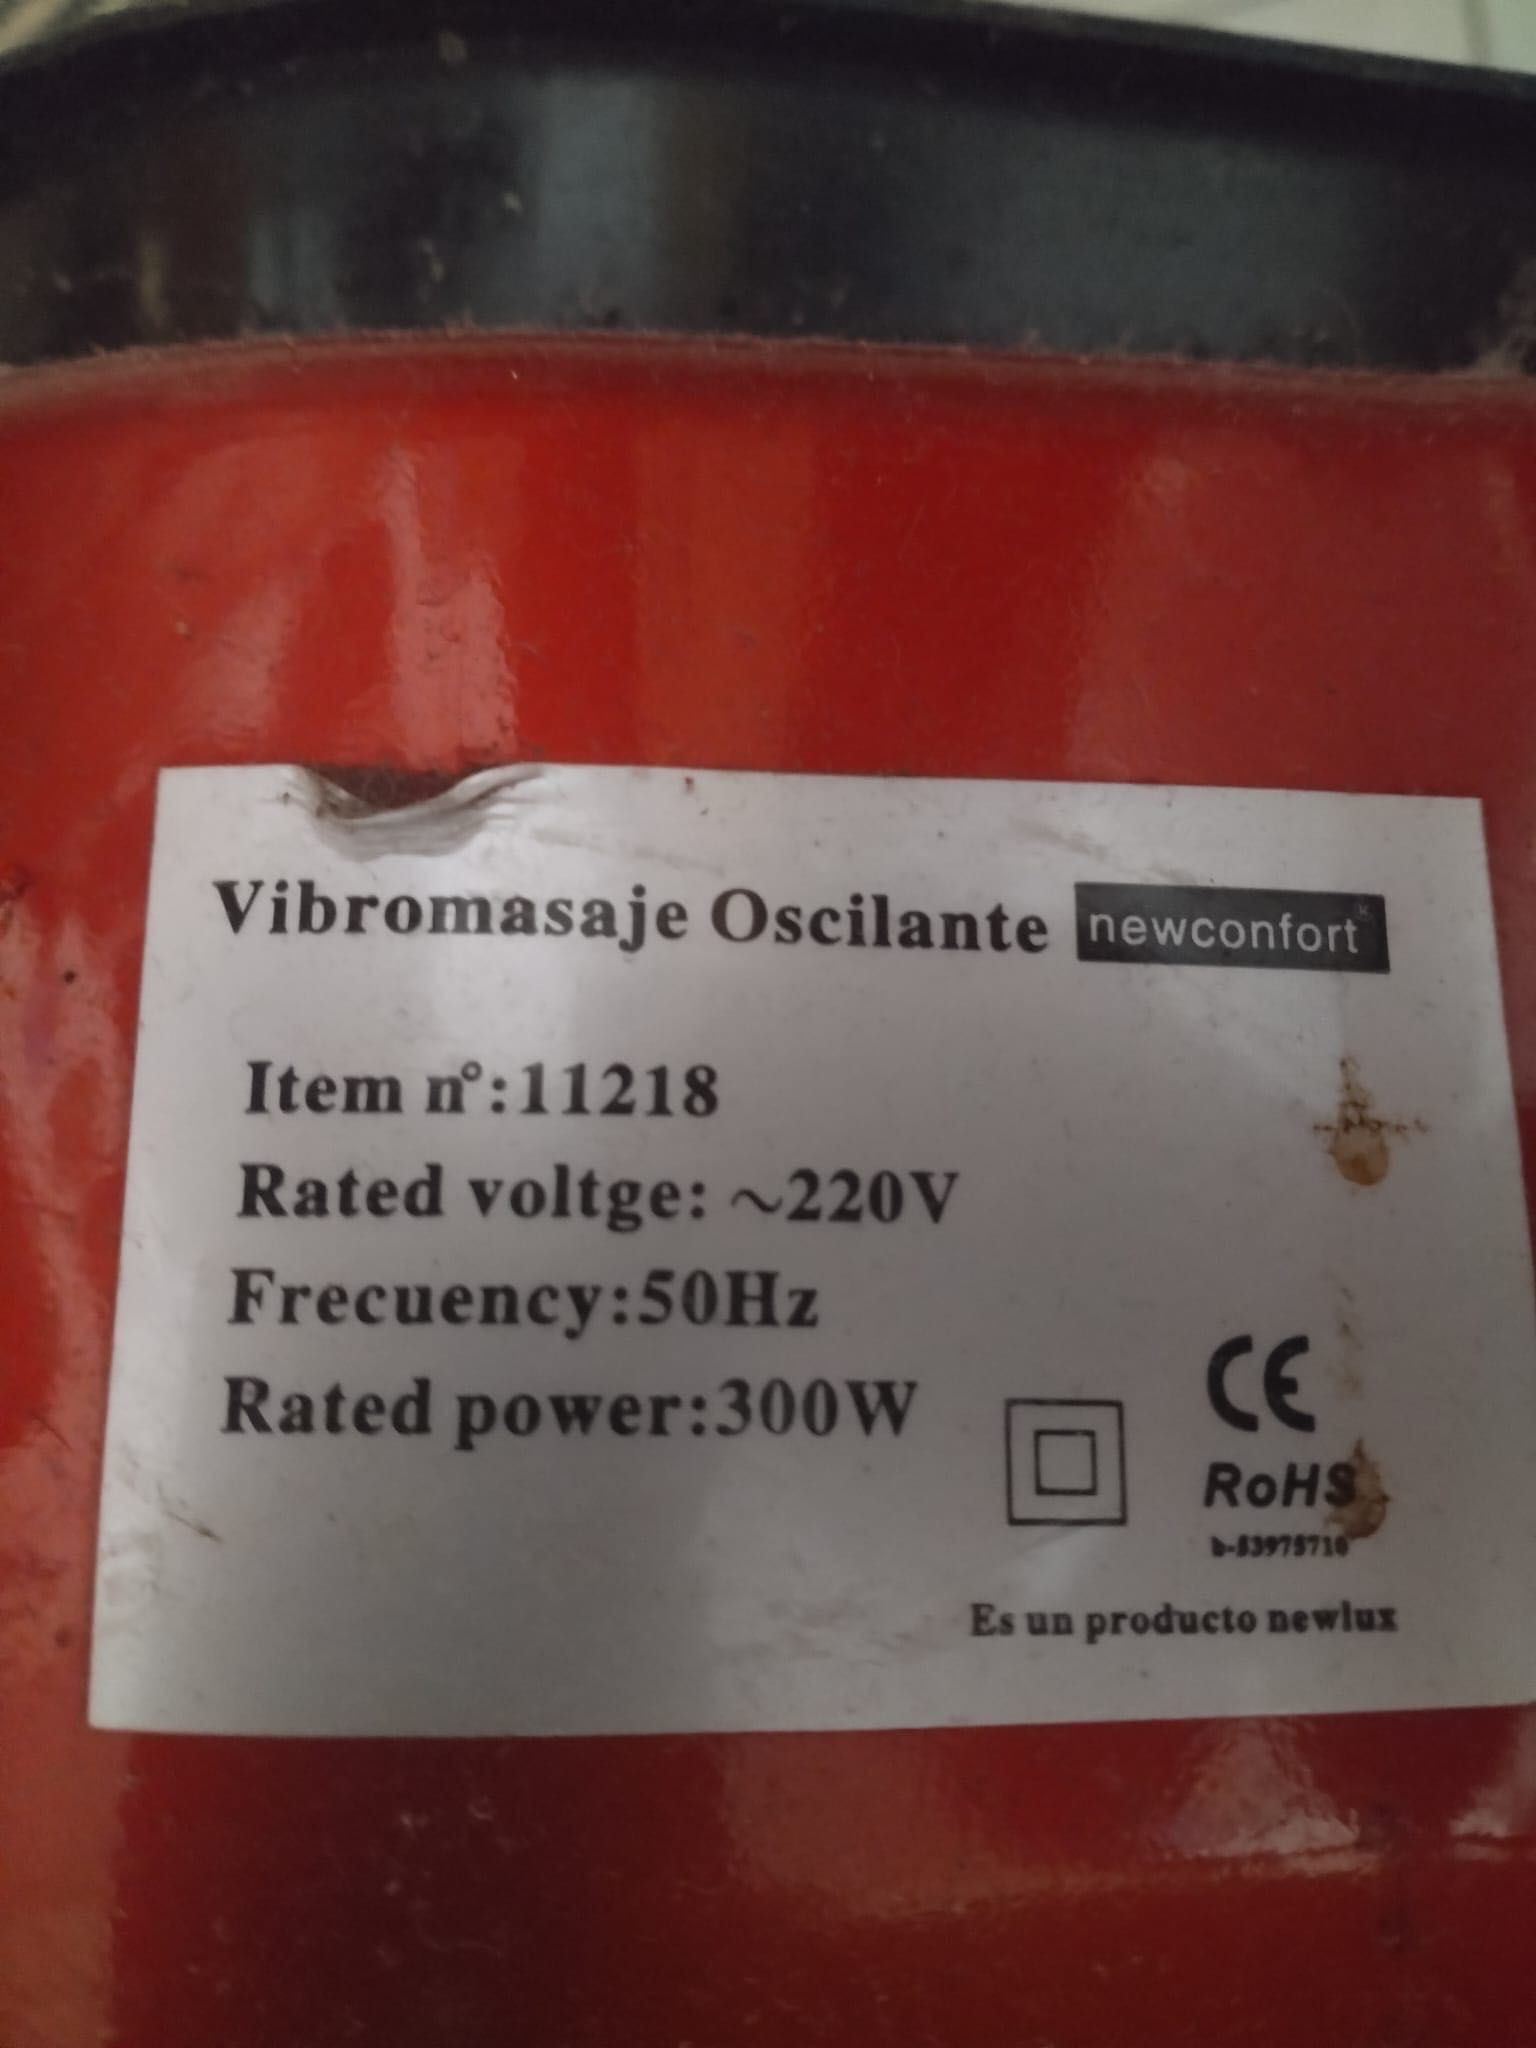 Vibromasaje Oscilante newconfort
Item nº:11218
Rated voltge: ~220V
Frecuency:50Hz
Rated power:300W
CE
RoHS
Es un producto newlux